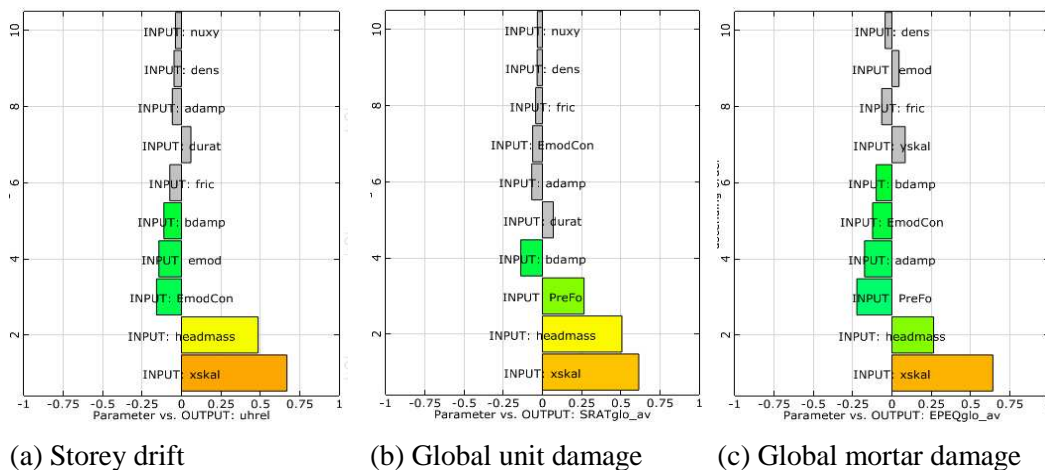 10
INPUT: nuxy
INPUT: dens
8
INPUT: adamp
INPUT: durat
6
INPUT: fric
INPUT: bdamp
4
INPUT emod
INPUT: EmodCon
2
INPUT: headmass
INPUT: xskal
-1 -0.75 -0.5 -0.25 0 0.25 0.5 0.75 1
Parameter vs. OUTPUT: uhrel
(a) Storey drift
10
INPUT: nuxy
INPUT: dens
8
INPUT: fric
INPUT: EmodCon
6
INPUT: adamp
INPUT: durat
4
INPUT: bdamp
INPUT PreFo
2
INPUT: headmass
INPUT: xskal
-1 -0.75 -0.5 -0.25 0 0.25 0.5 0.75 1
Parameter vs. OUTPUT: SRATglo_av
(b) Global unit damage
10
INPUT: dens
INPUT emod
8
INPUT: fric
INPUT: yskal
6
INPUT: bdamp
INPUT: EmodCon
4
INPUT: adamp
INPUT PreFo
2
INPUT: headmass
INPUT: xskal
-1 -0.75 -0.5 -0.25 0 0.25 0.5 0.75 1
Parameter vs. OUTPUT: EPEQglo_av
(c) Global mortar damage